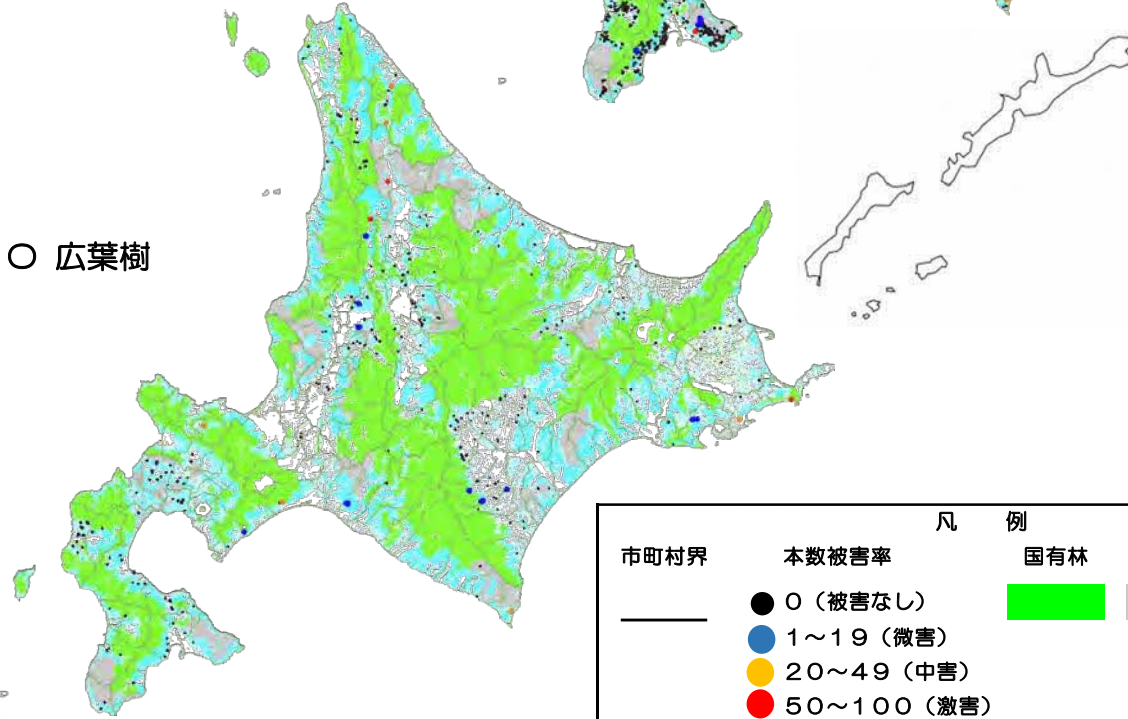 ○ 広葉樹
凡 例
市町村界 本数被害率 国有林
０（被害なし）
１～１９（微害）
２０～４９（中害）
５０～１００（激害）